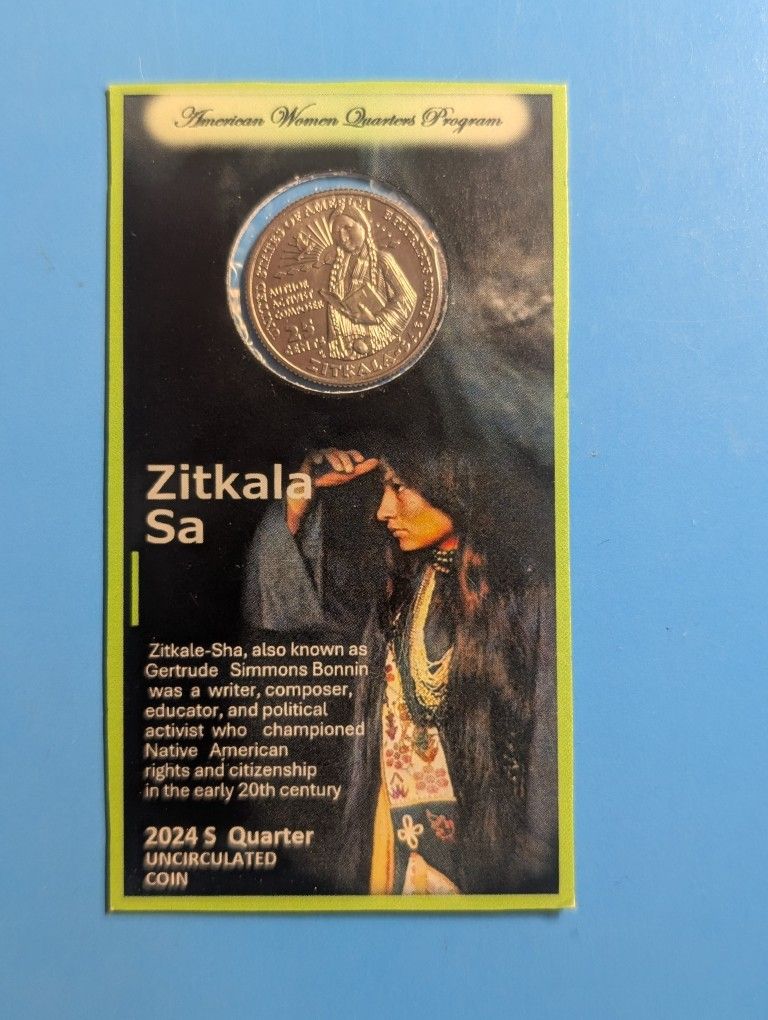 American Women Quarters Program
UNITED STATES OF AMERICA
E PLURIBUS UNUM
AUTHOR
ACTIVIST
COMPOSER
25
CENTS
Zitkala
Sa
Zitkale-Sha, also known as
Gertrude Simmons Bonnin
was a writer, composer,
educator, and political
activist who championed
Native American
rights and citizenship
in the early 20th century
2024 S Quarter
UNCIRCULATED
COIN